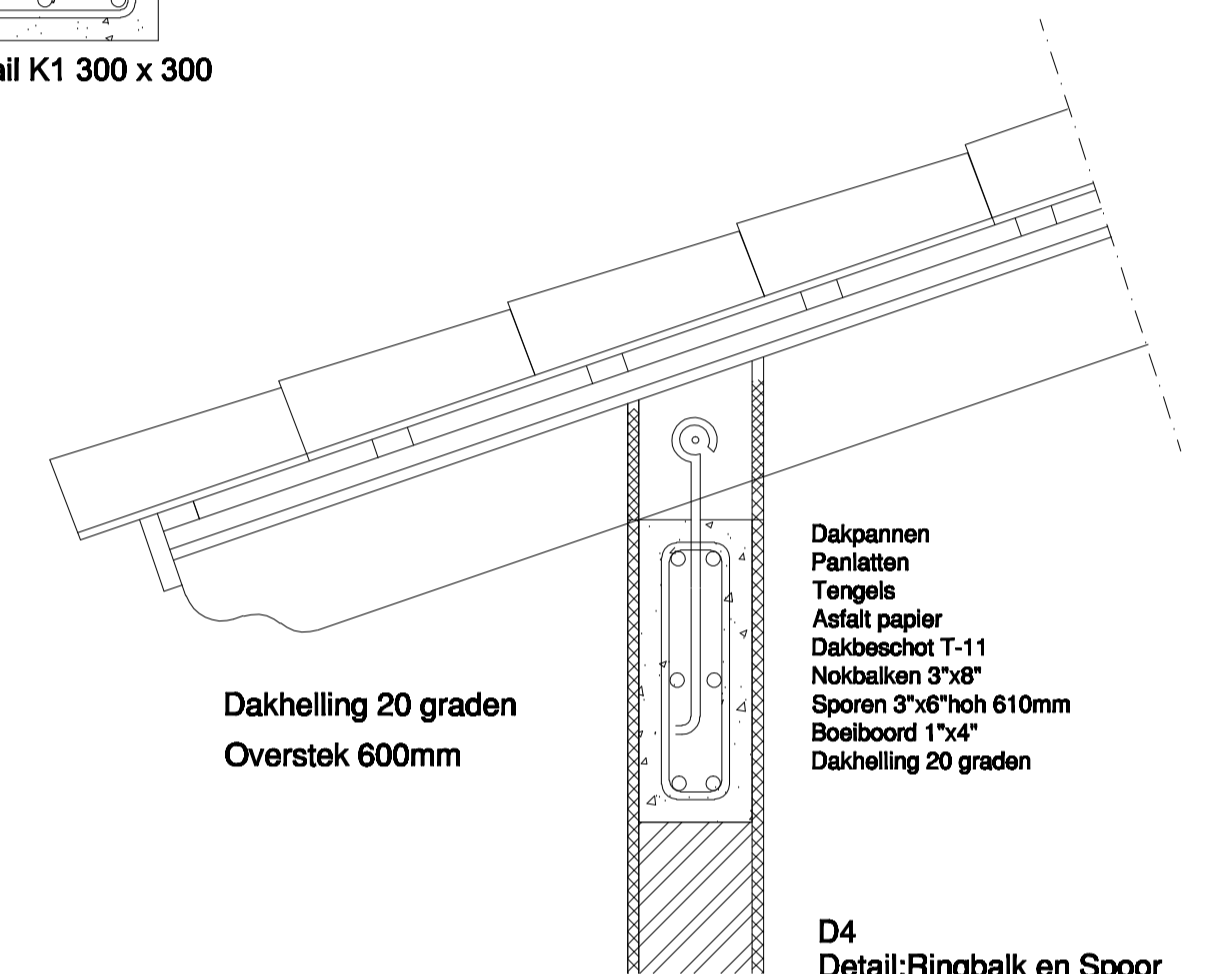 ail K1 300 x 300
Dakpannen
Panlatten
Tengels
Asfalt papier
Dakbeschot T-11
Nokbalken 3"x8"
Sporen 3"x6"hoh 610mm
Boeiboord 1"x4"
Dakhelling 20 graden
Dakhelling 20 graden
Overstek 600mm
D4
Detail:Ringbalk en Spoor